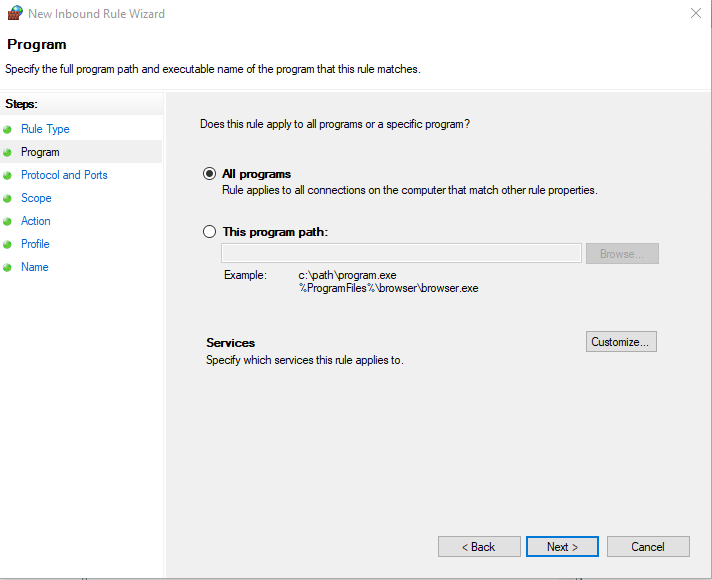 New Inbound Rule Wizard
Program
Specify the full program path and executable name of the program that this rule matches.
Steps:
Rule Type
Program
Protocol and Ports
Scope
Action
Profile
Name
Does this rule apply to all programs or a specific program?
All programs
Rule applies to all connections on the computer that match other rule properties.
This program path:
Browse...
Example: c:\path\program.exe
%ProgramFiles%\browser\browser.exe
Services
Customize...
Specify which services this rule applies to.
< Back Next > Cancel